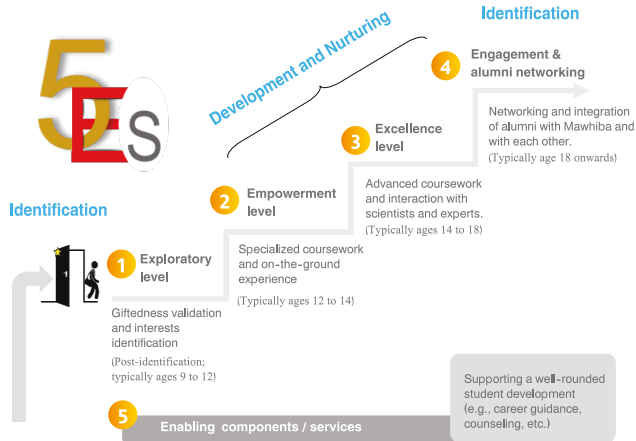 5Es
Identification
Development and Nurturing
Identification
4
Engagement &
alumni networking
Networking and integration
of alumni with Mawhiba and
with each other.
(Typically age 18 onwards)
3
Excellence
level
Advanced coursework
and interaction with
scientists and experts.
(Typically ages 14 to 18)
2
Empowerment
level
Specialized coursework
and on-the-ground
experience
(Typically ages 12 to 14)
1
Exploratory
level
Giftedness validation
and interests
identification
(Post-identification;
typically ages 9 to 12)
5
Enabling components / services
Supporting a well-rounded
student development
(e.g., career guidance,
counseling, etc.)